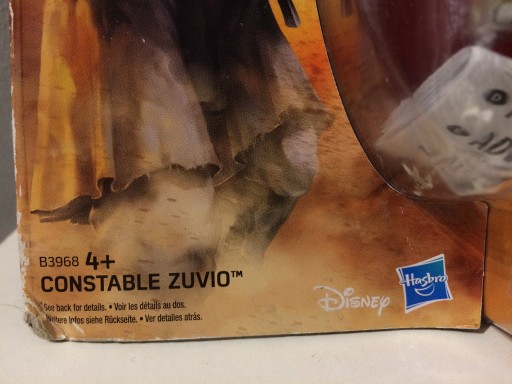 B3968 4+
CONSTABLE ZUVIO™
See back for details. • Voir les détails au dos.
Weitere Infos siehe Rückseite. • Ver detalles atrás.
Disney
Hasbro